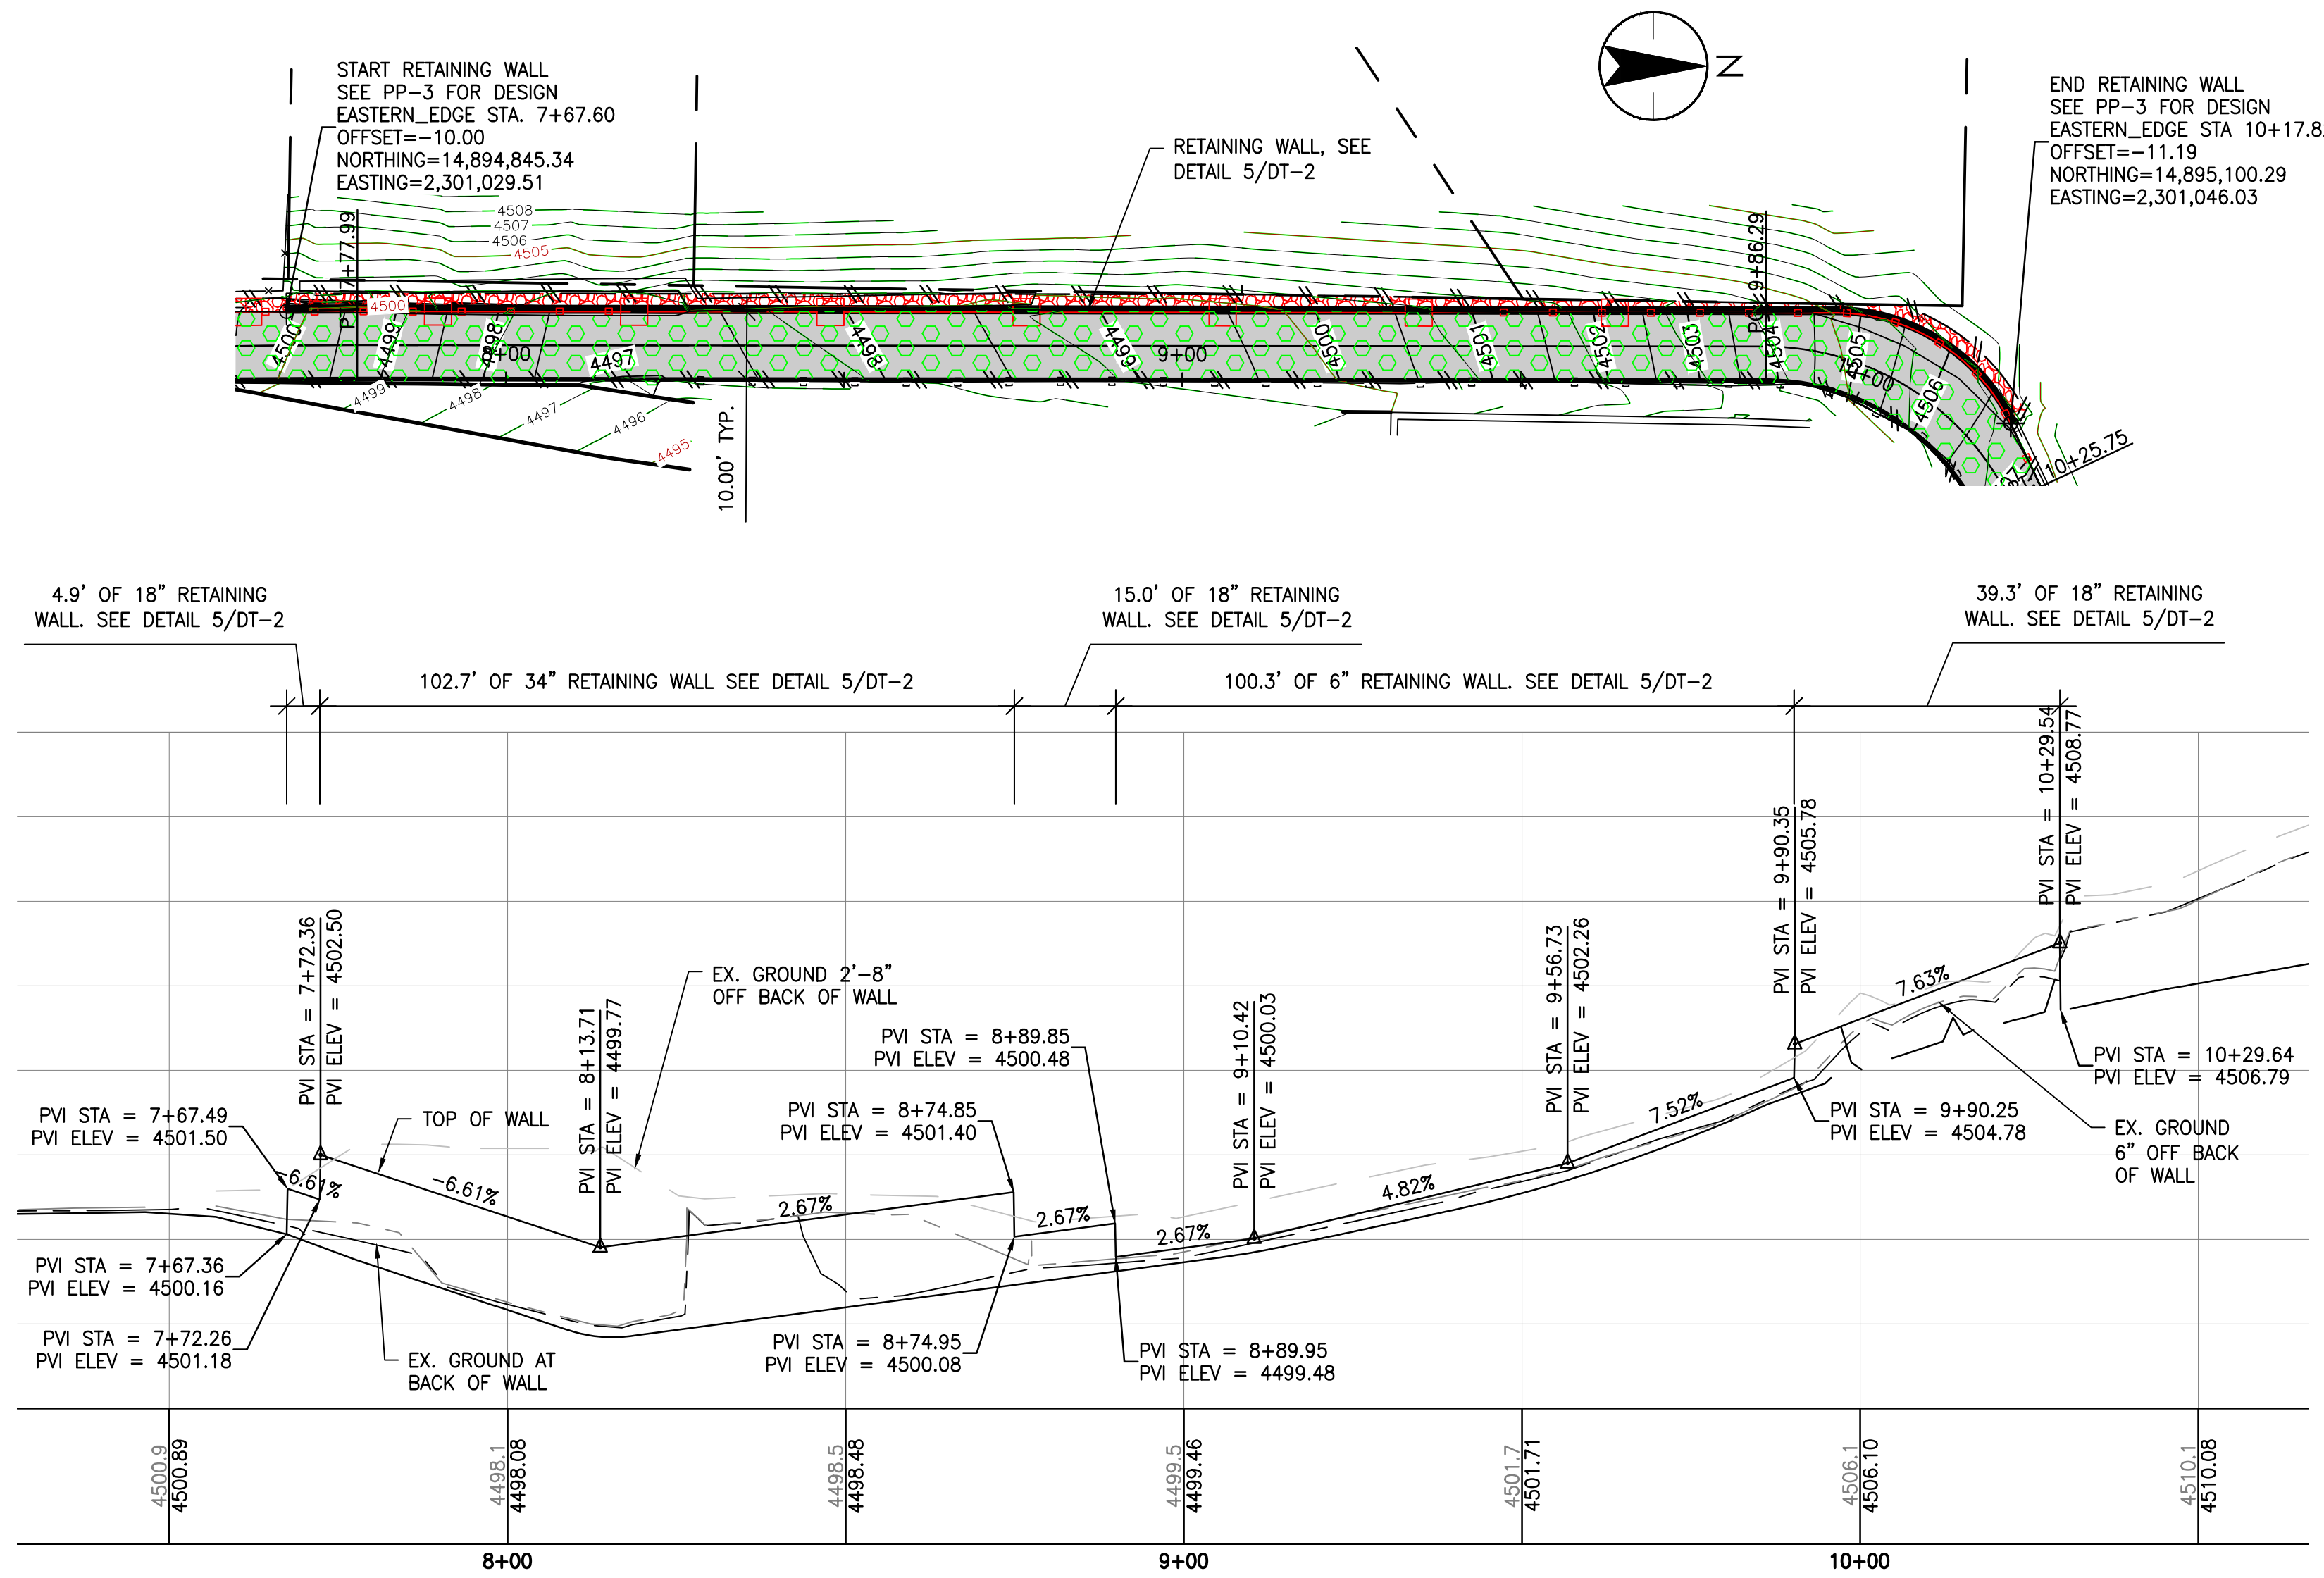 START RETAINING WALL
SEE PP-3 FOR DESIGN
EASTERN_EDGE STA. 7+67.60
OFFSET=-10.00
NORTHING=14,894,845.34
EASTING=2,301,029.51
RETAINING WALL, SEE
DETAIL 5/DT-2
N
END RETAINING WALL
SEE PP-3 FOR DESIGN
EASTERN_EDGE STA 10+17.8
OFFSET=-11.19
NORTHING=14,895,100.29
EASTING=2,301,046.03
4508
4507
4506
4505
7+77.99
PC: 9+86.29
4500
4500
4499
4498
8+00
4497
4498
4499
9+00
4500
4501
4502
4503
4504
4505
10+00
4506
10+25.75
4499
4498
4497
4496
4495
10.00' TYP.
4.9' OF 18" RETAINING
WALL. SEE DETAIL 5/DT-2
15.0' OF 18" RETAINING
WALL. SEE DETAIL 5/DT-2
39.3' OF 18" RETAINING
WALL. SEE DETAIL 5/DT-2
102.7' OF 34" RETAINING WALL SEE DETAIL 5/DT-2
100.3' OF 6" RETAINING WALL. SEE DETAIL 5/DT-2
PVI STA = 7+72.36
PVI ELEV = 4502.50
PVI STA = 8+13.71
PVI ELEV = 4499.77
PVI STA = 9+10.42
PVI ELEV = 4500.03
PVI STA = 9+56.73
PVI ELEV = 4502.26
PVI STA = 9+90.35
PVI ELEV = 4505.78
PVI STA = 10+29.54
PVI ELEV = 4508.77
EX. GROUND 2'-8"
OFF BACK OF WALL
PVI STA = 8+89.85
PVI ELEV = 4500.48
PVI STA = 8+74.85
PVI ELEV = 4501.40
PVI STA = 7+67.49
PVI ELEV = 4501.50
TOP OF WALL
-6.61%
-6.61%
2.67%
2.67%
2.67%
4.82%
7.52%
7.63%
PVI STA = 10+29.64
PVI ELEV = 4506.79
PVI STA = 9+90.25
PVI ELEV = 4504.78
EX. GROUND
6" OFF BACK
OF WALL
PVI STA = 7+67.36
PVI ELEV = 4500.16
PVI STA = 7+72.26
PVI ELEV = 4501.18
EX. GROUND AT
BACK OF WALL
PVI STA = 8+74.95
PVI ELEV = 4500.08
PVI STA = 8+89.95
PVI ELEV = 4499.48
4500.9
4500.89
4498.1
4498.08
4498.5
4498.48
4499.5
4499.46
4501.7
4501.71
4506.1
4506.10
4510.1
4510.08
8+00
9+00
10+00